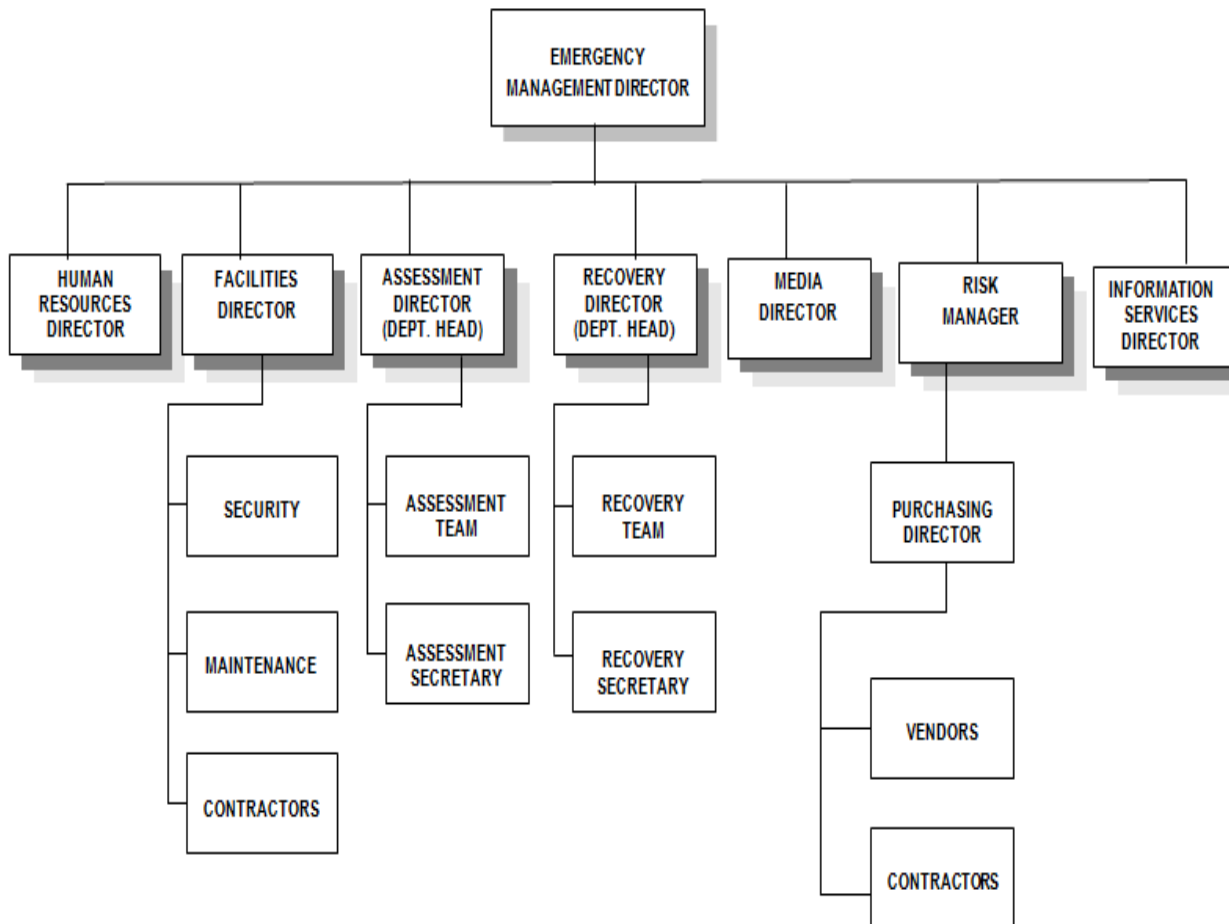 EMERGENCY
MANAGEMENT DIRECTOR
HUMAN
RESOURCES
DIRECTOR
FACILITIES
DIRECTOR
ASSESSMENT
DIRECTOR
(DEPT. HEAD)
RECOVERY
DIRECTOR
(DEPT. HEAD)
MEDIA
DIRECTOR
RISK
MANAGER
INFORMATION
SERVICES
DIRECTOR
SECURITY
ASSESSMENT
TEAM
RECOVERY
TEAM
PURCHASING
DIRECTOR
MAINTENANCE
ASSESSMENT
SECRETARY
RECOVERY
SECRETARY
VENDORS
CONTRACTORS
CONTRACTORS